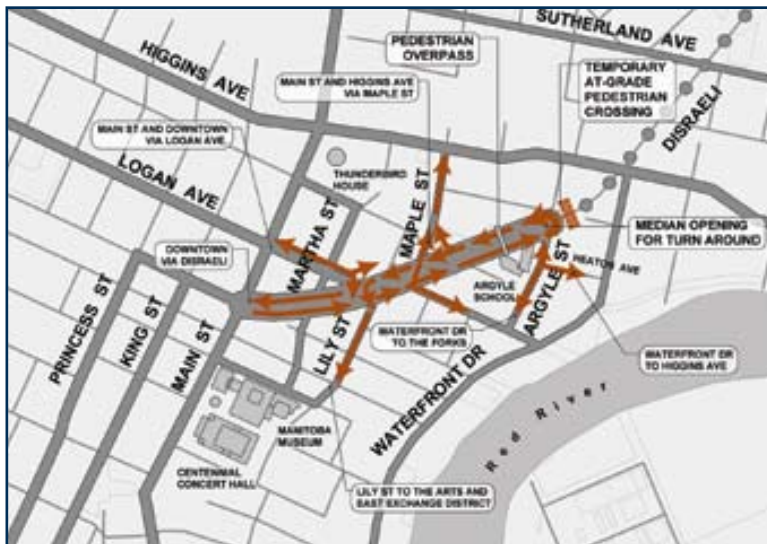 SUTHERLAND AVE
HIGGINS AVE
PEDESTRIAN
OVERPASS
TEMPORARY
AT-GRADE
PEDESTRIAN
CROSSING
MAIN ST AND HIGGINS AVE
VIA MAPLE ST
DISRAELI
MAIN ST AND DOWNTOWN
VIA LOGAN AVE
LOGAN AVE
THUNDERBIRD
HOUSE
MAPLE ST
MARTHA ST
MEDIAN OPENING
FOR TURN AROUND
DOWNTOWN
VIA DISRAELI
HEATON AVE
ARGYLE
SCHOOL
ARGYLE ST
PRINCESS ST
KING ST
MAIN ST
LILY ST
WATERFRONT DR
TO THE FORKS
WATERFRONT DR
TO HIGGINS AVE
WATERFRONT DR
Red River
MANITOBA
MUSEUM
CENTENNIAL
CONCERT HALL
LILY ST TO THE ARTS AND
EAST EXCHANGE DISTRICT